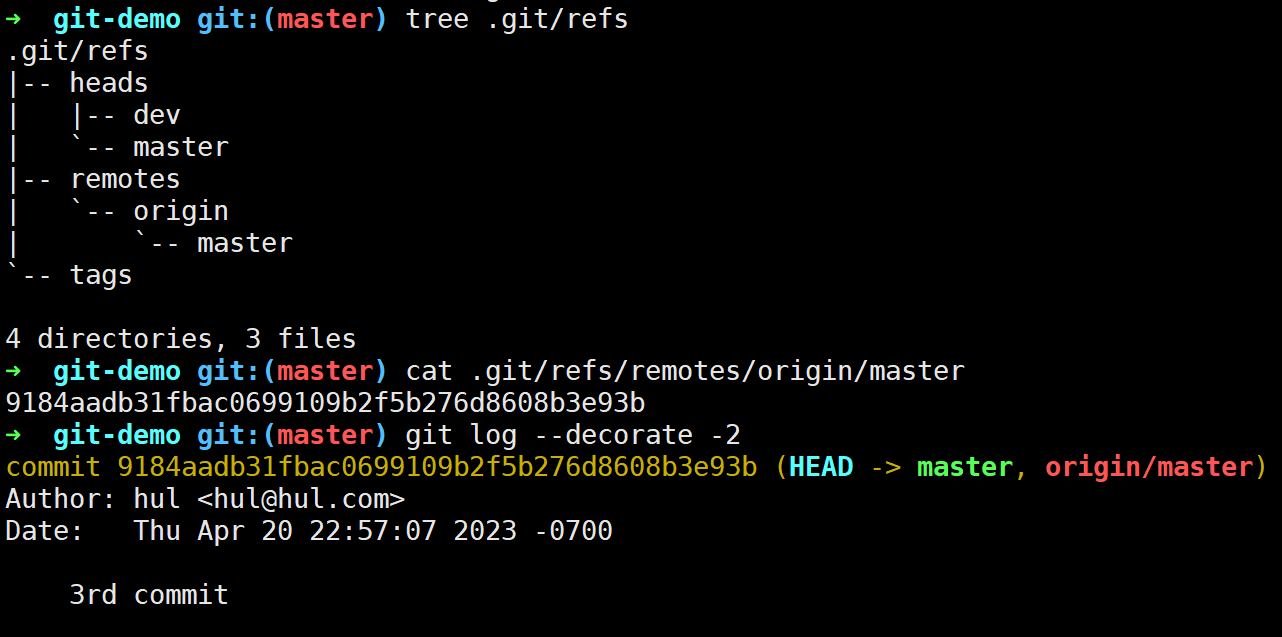 ➜  git-demo git:(master) tree .git/refs
.git/refs
|-- heads
|   |-- dev
|   `-- master
|-- remotes
|   `-- origin
|       `-- master
`-- tags

4 directories, 3 files
➜  git-demo git:(master) cat .git/refs/remotes/origin/master
9184aadb31fbac0699109b2f5b276d8608b3e93b
➜  git-demo git:(master) git log --decorate -2
commit 9184aadb31fbac0699109b2f5b276d8608b3e93b (HEAD -> master, origin/master)
Author: hul <hul@hul.com>
Date:   Thu Apr 20 22:57:07 2023 -0700

    3rd commit